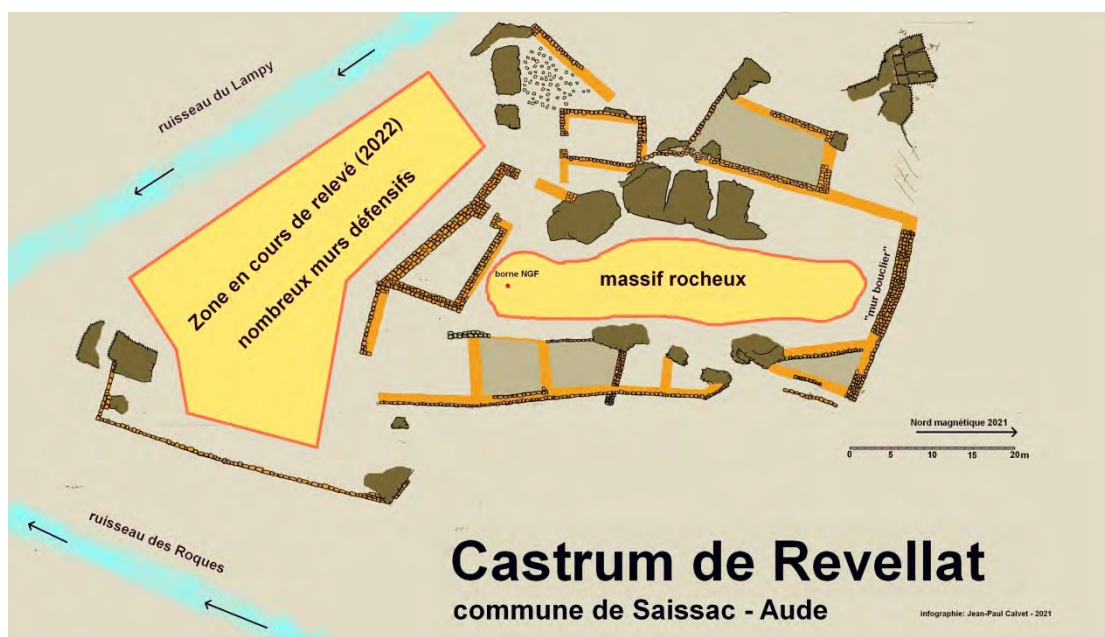 ruisseau du Lampy
Zone en cours de relevé (2022)
nombreux murs défensifs
borne NGF
massif rocheux
"mur bouclier"
Nord magnétique 2021
0 5 10 15 20m
ruisseau des Roques
Castrum de Revellat
commune de Saissac - Aude
infographie: Jean-Paul Calvet - 2021